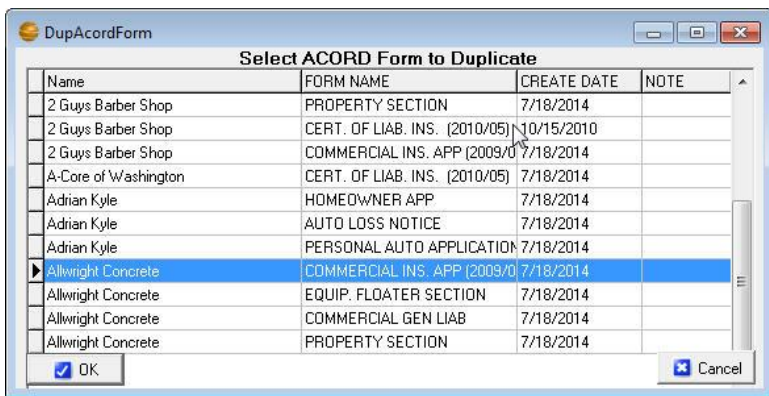 DupAcordForm
Select ACORD Form to Duplicate
Name FORM NAME CREATE DATE NOTE
2 Guys Barber Shop PROPERTY SECTION 7/18/2014
2 Guys Barber Shop CERT. OF LIAB. INS. (2010/05) 10/15/2010
2 Guys Barber Shop COMMERCIAL INS. APP (2009/0 7/18/2014
A-Core of Washington CERT. OF LIAB. INS. (2010/05) 7/18/2014
Adrian Kyle HOMEOWNER APP 7/18/2014
Adrian Kyle AUTO LOSS NOTICE 7/18/2014
Adrian Kyle PERSONAL AUTO APPLICATION 7/18/2014
Allwright Concrete COMMERCIAL INS. APP (2009/0 7/18/2014
Allwright Concrete EQUIP. FLOATER SECTION 7/18/2014
Allwright Concrete COMMERCIAL GEN LIAB 7/18/2014
Allwright Concrete PROPERTY SECTION 7/18/2014
OK Cancel